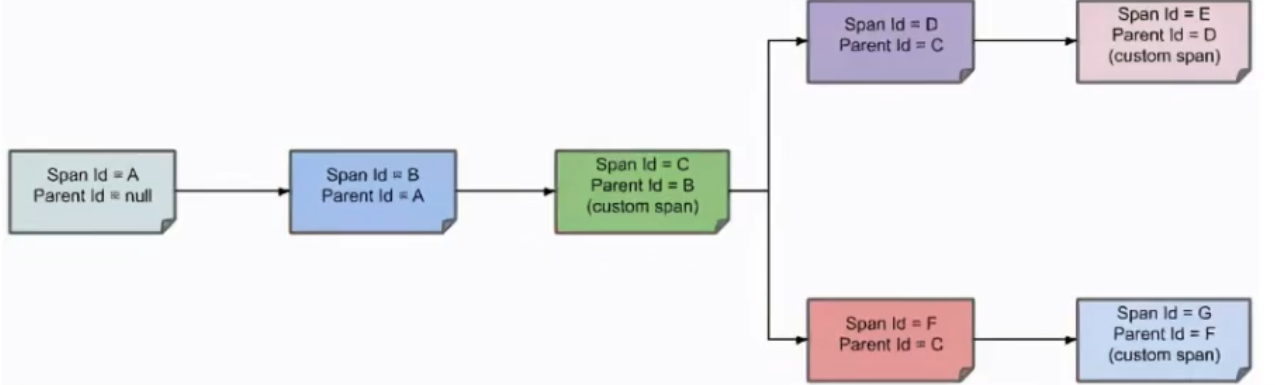 Span Id = A
Parent Id = null
Span Id = B
Parent Id = A
Span Id = C
Parent Id = B
(custom span)
Span Id = D
Parent Id = C
Span Id = E
Parent Id = D
(custom span)
Span Id = F
Parent Id = C
Span Id = G
Parent Id = F
(custom span)